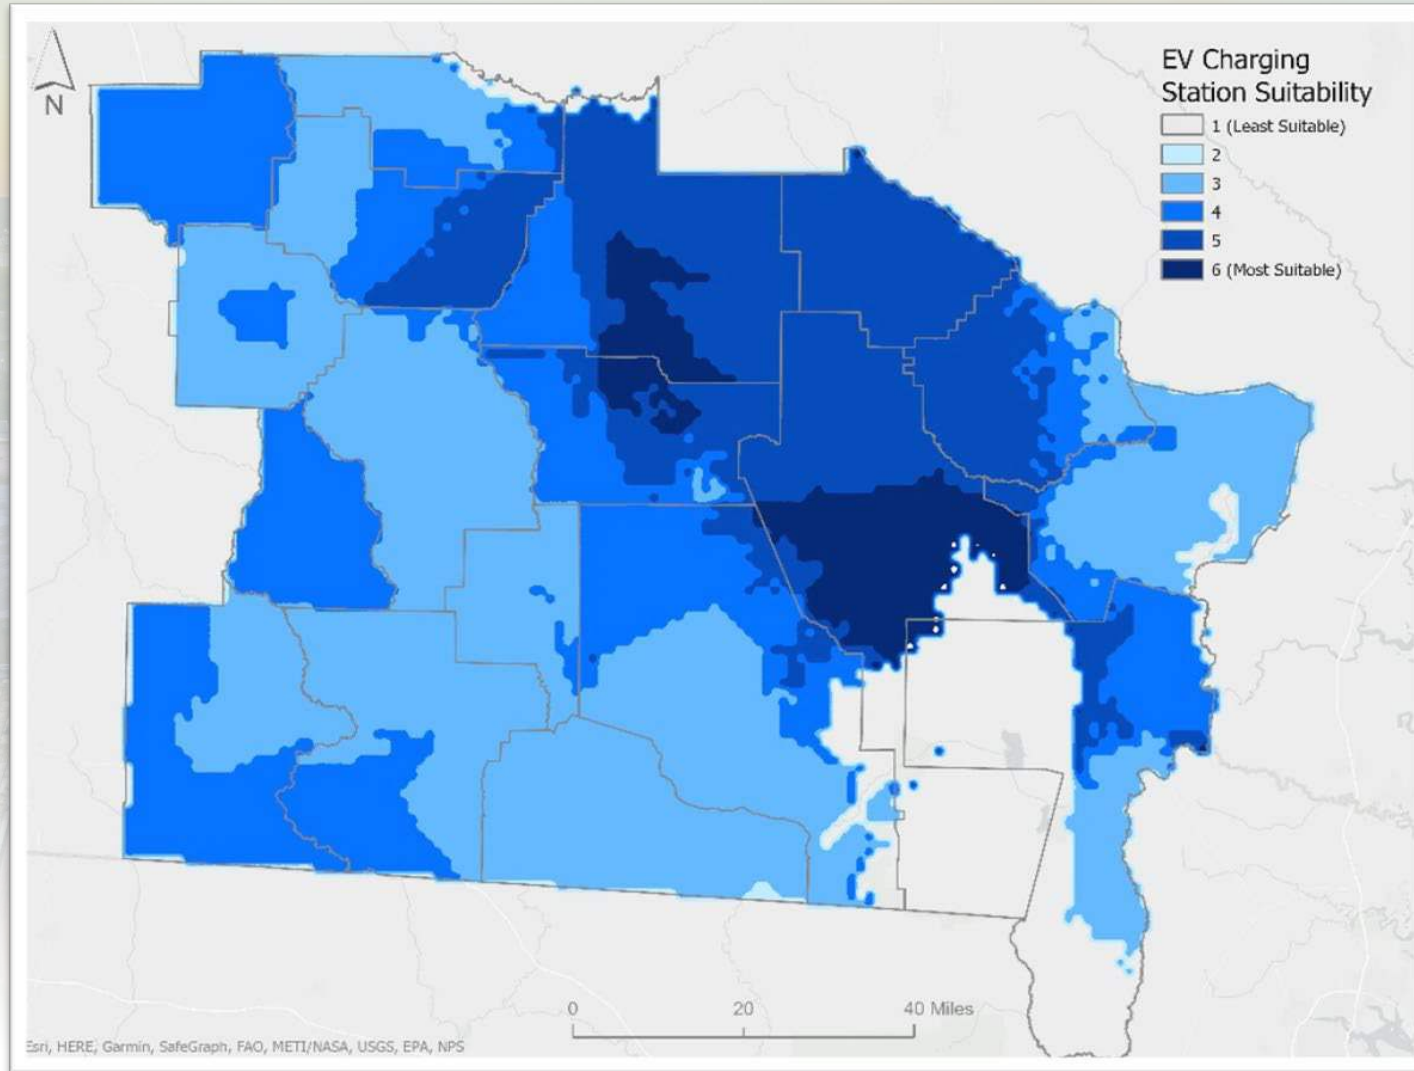 N
EV Charging
Station Suitability
1 (Least Suitable)
2
3
4
5
6 (Most Suitable)
0 20 40 Miles
Esri, HERE, Garmin, SafeGraph, FAO, METI/NASA, USGS, EPA, NPS